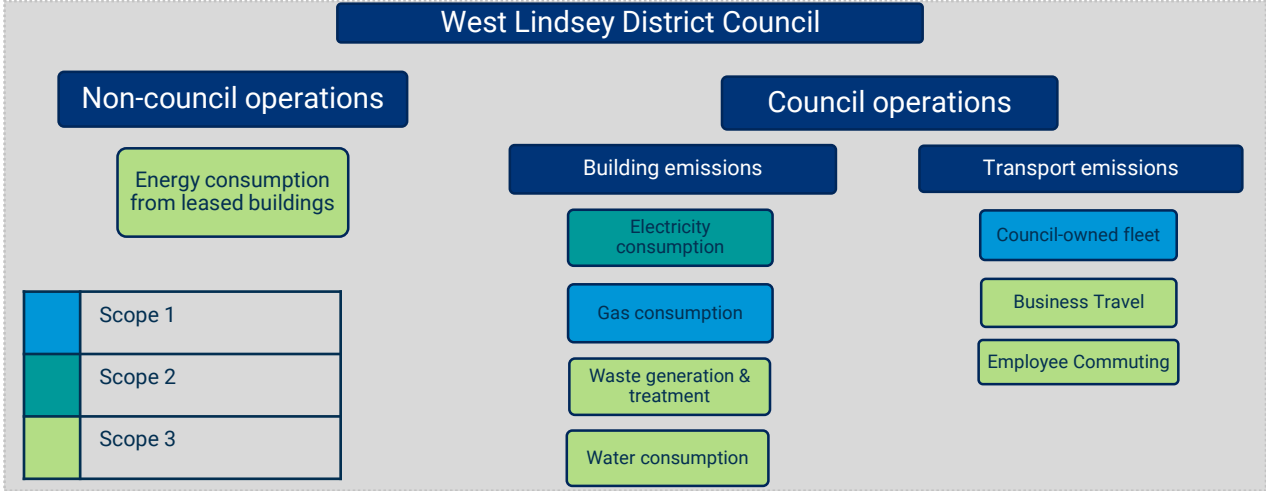 West Lindsey District Council
Non-council operations
Energy consumption
from leased buildings
Scope 1
Scope 2
Scope 3
Council operations
Building emissions
Electricity
consumption
Gas consumption
Waste generation &
treatment
Water consumption
Transport emissions
Council-owned fleet
Business Travel
Employee Commuting